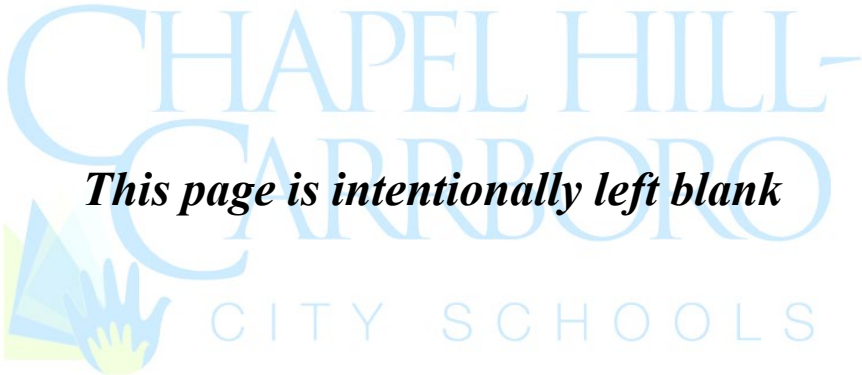 CHAPEL HILL-
CARRBORO
This page is intentionally left blank
CITY SCHOOLS